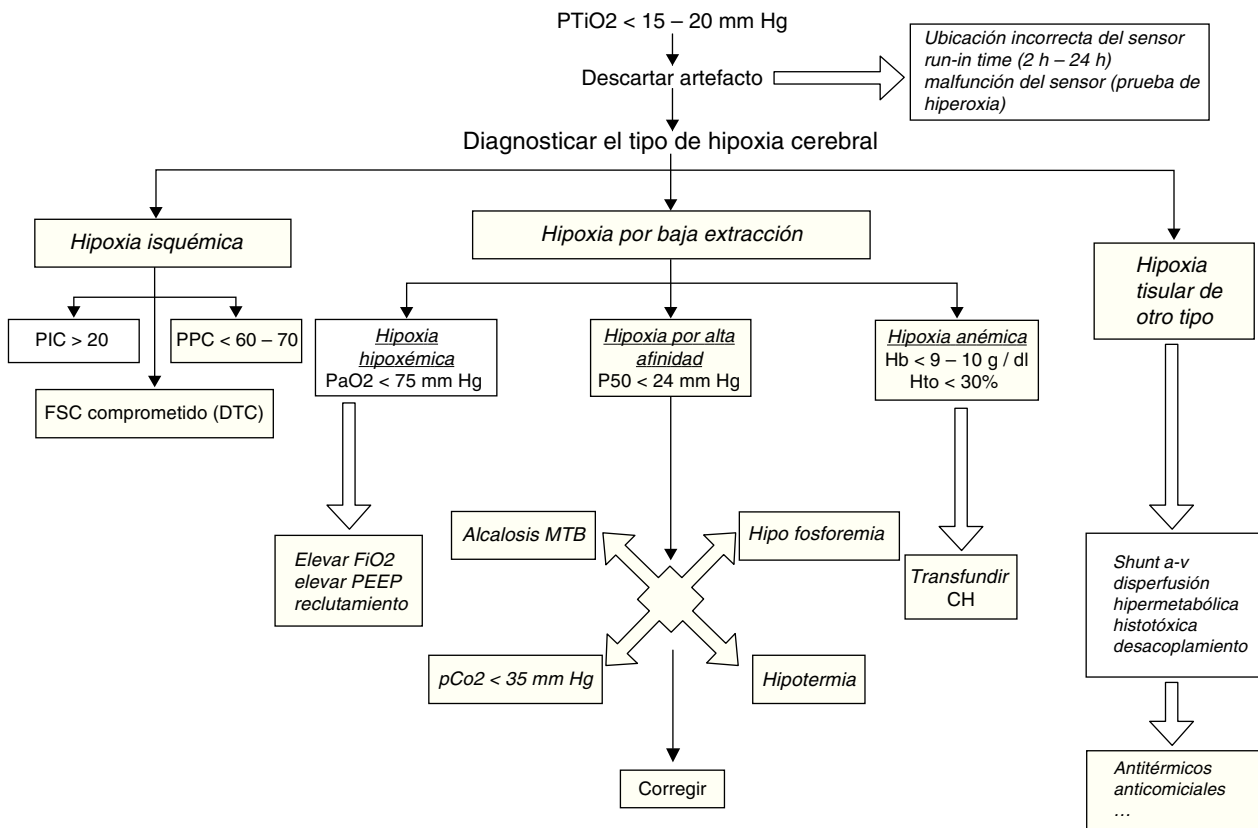 PTiO2 < 15 – 20 mm Hg
Descartar artefacto
Ubicación incorrecta del sensor
run-in time (2 h – 24 h)
malfunción del sensor (prueba de
hiperoxia)
Diagnosticar el tipo de hipoxia cerebral
Hipoxia isquémica
PIC > 20
PPC < 60 – 70
FSC comprometido (DTC)
Hipoxia por baja extracción
Hipoxia
hipoxémica
PaO2 < 75 mm Hg
Elevar FiO2
elevar PEEP
reclutamiento
Hipoxia por alta
afinidad
P50 < 24 mm Hg
Alcalosis MTB
Hipo fosforemia
pCo2 < 35 mm Hg
Hipotermia
Corregir
Hipoxia anémica
Hb < 9 – 10 g / dl
Hto < 30%
Transfundir
CH
Hipoxia
tisular de
otro tipo
Shunt a-v
disperfusión
hipermetabólica
histotóxica
desacoplamiento
Antitérmicos
anticomiciales
...